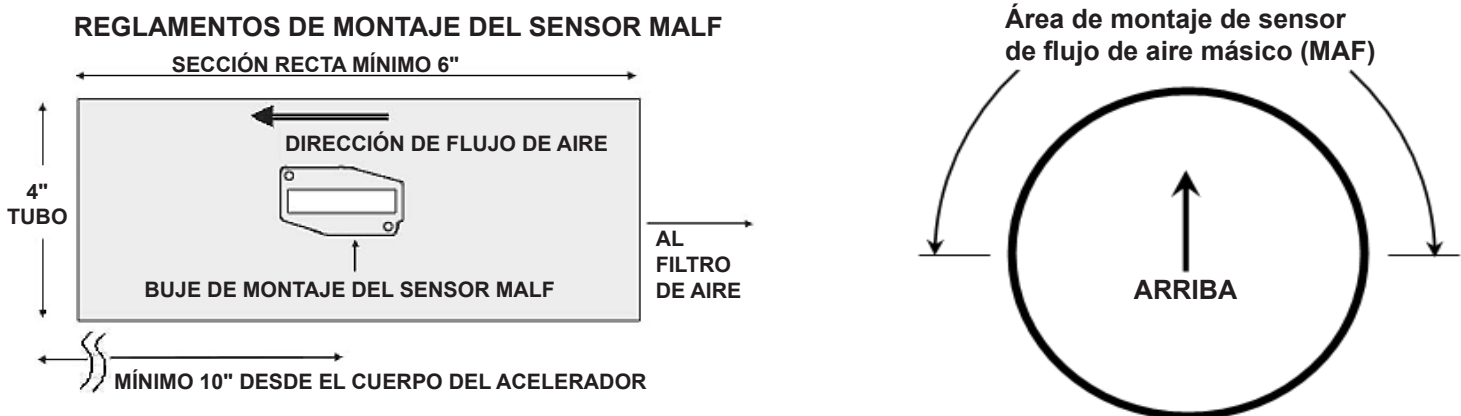 REGLAMENTOS DE MONTAJE DEL SENSOR MALF
SECCIÓN RECTA MÍNIMO 6"
DIRECCIÓN DE FLUJO DE AIRE
4"
TUBO
AL
FILTRO
DE AIRE
BUJE DE MONTAJE DEL SENSOR MALF
MÍNIMO 10" DESDE EL CUERPO DEL ACELERADOR
Área de montaje de sensor
de flujo de aire másico (MAF)
ARRIBA